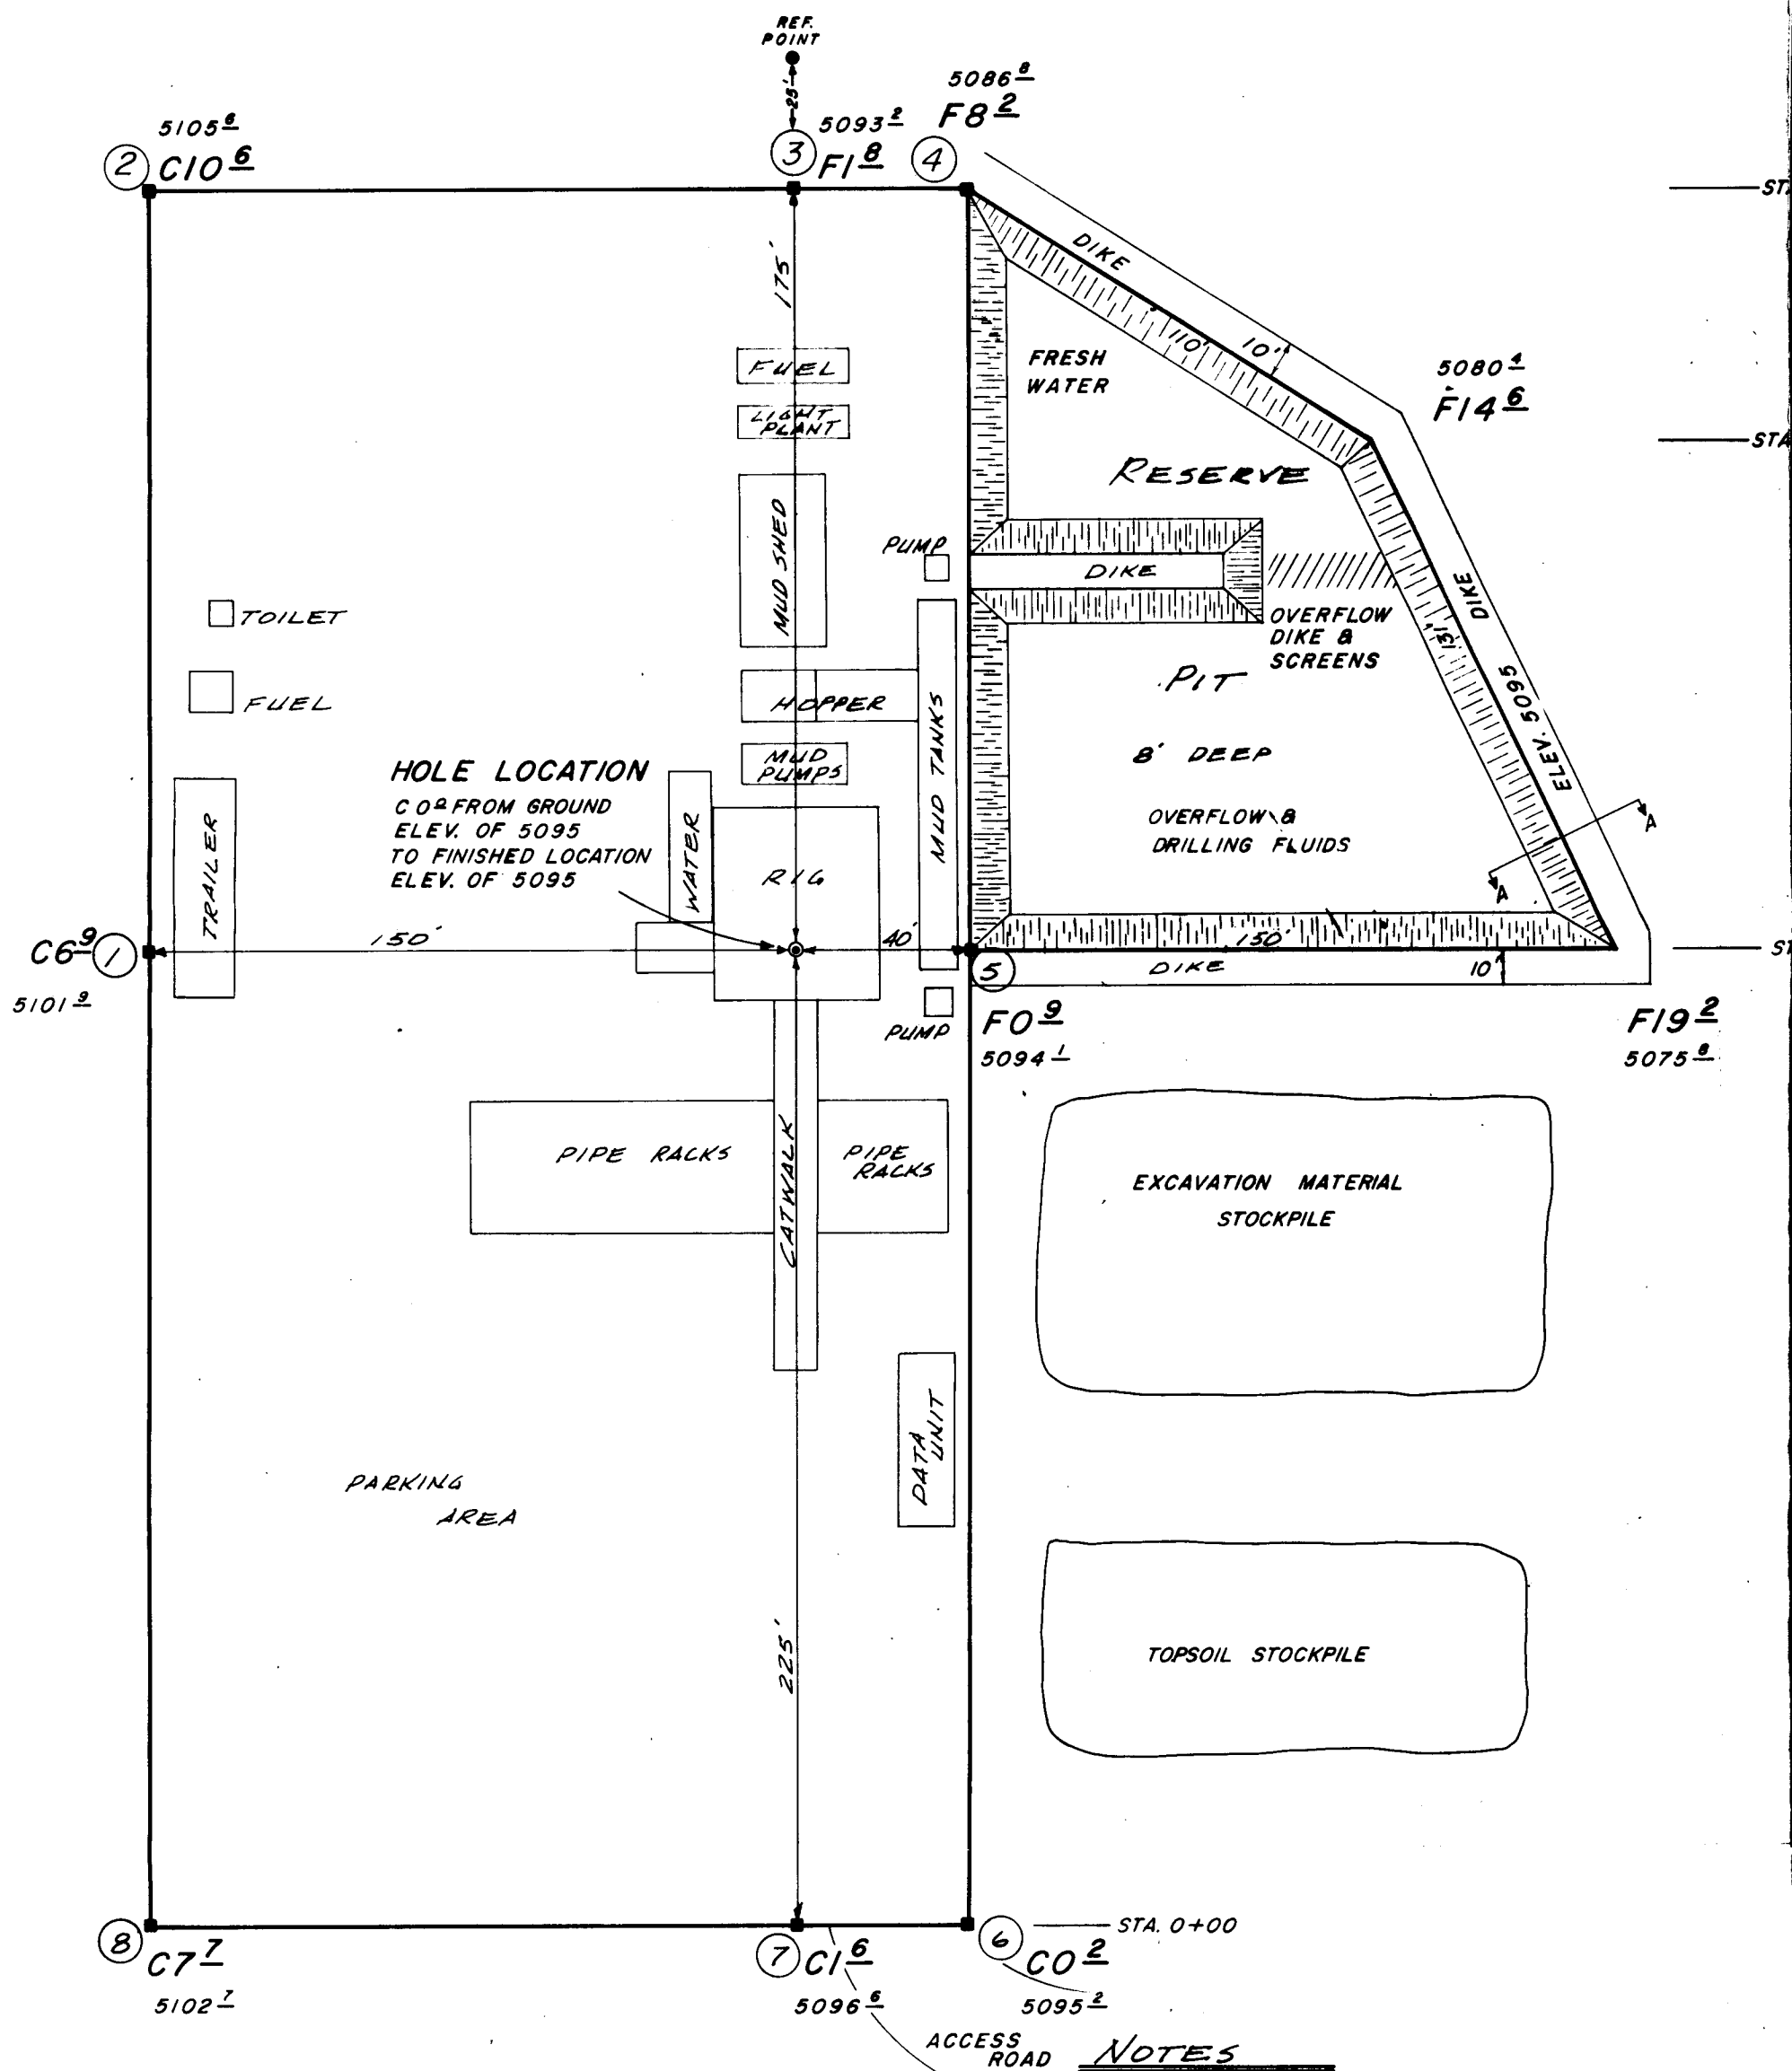 REF.
POINT
25'
5086 8
F8 2
5105 6
2 C10 6
5093 2
3 F1 8
4
STA
175'
DIKE
110'
10'
FRESH
WATER
5080 4
F14 6
STA
FUEL
LIGHT
PLANT
RESERVE
MUD SHED
PUMP
DIKE
DIKE
TOILET
OVERFLOW
DIKE &
SCREENS
131'
FUEL
HOPPER
PIT
ELEV. 5095
MUD
PUMPS
MUD TANKS
8' DEEP
HOLE LOCATION
C 0 0 FROM GROUND
ELEV. OF 5095
TO FINISHED LOCATION
ELEV. OF 5095
OVERFLOW &
DRILLING FLUIDS
A
A
TRAILER
WATER
RIG
C6 9 1
5101 9
150'
40'
150'
5
DIKE
10'
PUMP
F0 9
5094 1
F19 2
5075 8
ST
PIPE RACKS
CATWALK
PIPE
RACKS
EXCAVATION MATERIAL
STOCKPILE
DATA
UNIT
PARKING
AREA
225'
TOPSOIL STOCKPILE
8 C7 7
5102 7
7 C1 6
5096 6
6 C0 2
5095 2
STA. 0+00
ACCESS
ROAD
NOTES